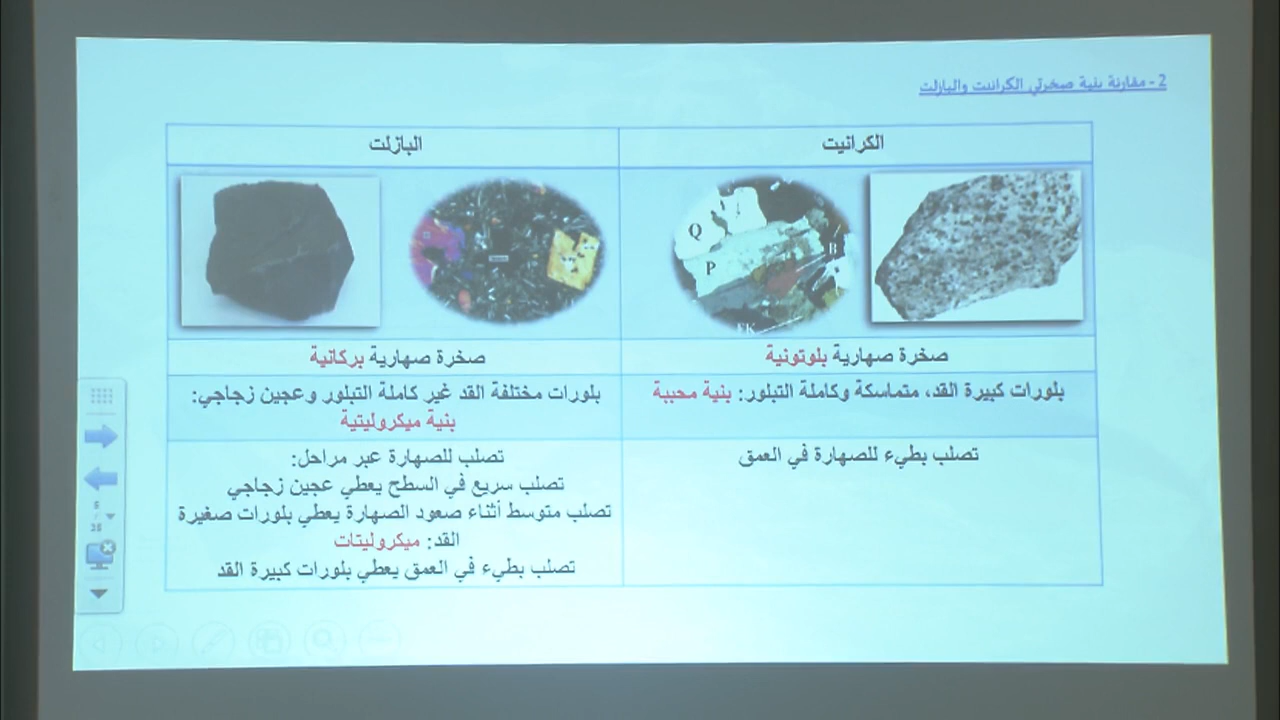 2 - مقارنة بنية صخرتي الكرانيت والبازلت
الكرانيت
البازلت
Q
P
B
K
صخرة صهارية بلوتونية
صخرة صهارية بركانية
بلورات كبيرة القد، متماسكة وكاملة التبلور: بنية محببة
بلورات مختلفة القد غير كاملة التبلور وعجين زجاجي:
بنية ميكروليتية
تصلب بطيء للصهارة في العمق
تصلب للصهارة عبر مراحل:
تصلب سريع في السطح يعطي عجين زجاجي
تصلب متوسط أثناء صعود الصهارة يعطي بلورات صغيرة
القد: ميكروليتات
تصلب بطيء في العمق يعطي بلورات كبيرة القد